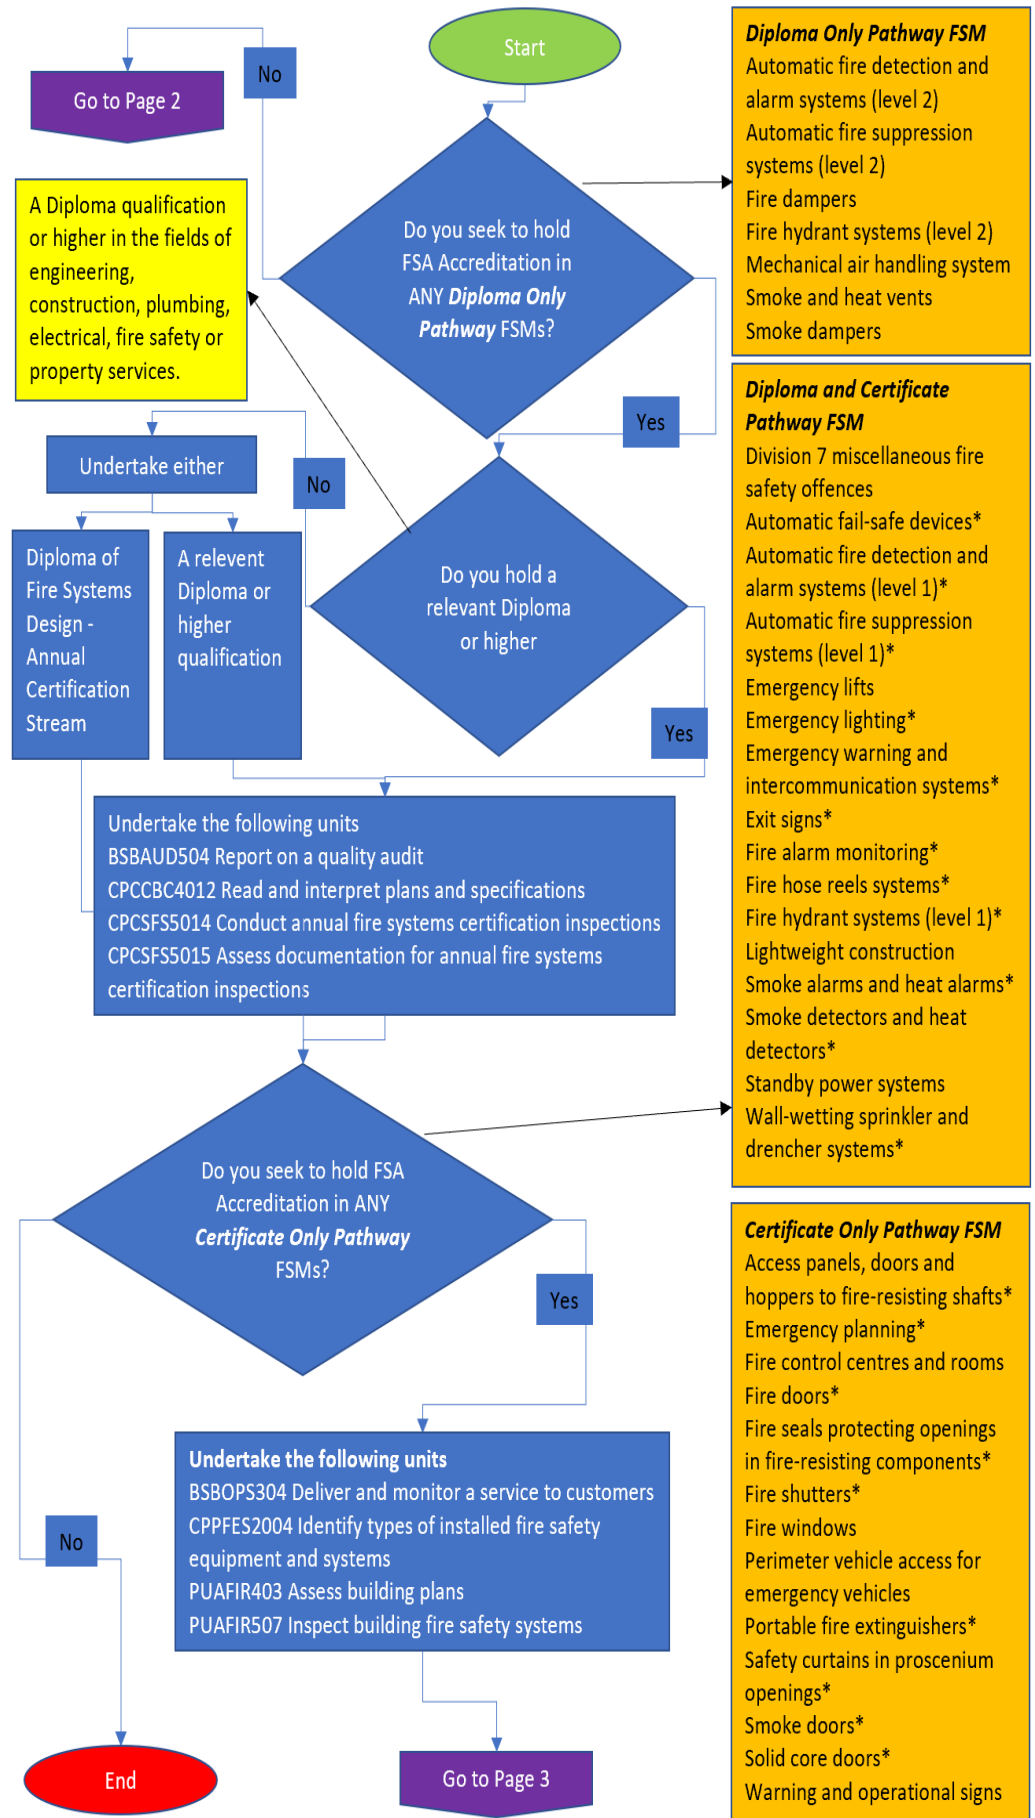 Start
No
Go to Page 2
Do you seek to hold
FSA Accreditation in
ANY Diploma Only
Pathway FSMs?
A Diploma qualification
or higher in the fields of
engineering,
construction, plumbing,
electrical, fire safety or
property services.
Yes
Undertake either
No
Diploma of
Fire Systems
Design -
Annual
Certification
Stream
A relevent
Diploma or
higher
qualification
Do you hold a
relevant Diploma
or higher
Yes
Undertake the following units
BSBAUD504 Report on a quality audit
CPCCBC4012 Read and interpret plans and specifications
CPCSFS5014 Conduct annual fire systems certification inspections
CPCSFS5015 Assess documentation for annual fire systems
certification inspections
Do you seek to hold FSA
Accreditation in ANY
Certificate Only Pathway
FSMs?
Yes
No
Undertake the following units
BSBOPS304 Deliver and monitor a service to customers
CPPFES2004 Identify types of installed fire safety
equipment and systems
PUAFIR403 Assess building plans
PUAFIR507 Inspect building fire safety systems
End
Go to Page 3
Diploma Only Pathway FSM
Automatic fire detection and
alarm systems (level 2)
Automatic fire suppression
systems (level 2)
Fire dampers
Fire hydrant systems (level 2)
Mechanical air handling system
Smoke and heat vents
Smoke dampers
Diploma and Certificate
Pathway FSM
Division 7 miscellaneous fire
safety offences
Automatic fail-safe devices*
Automatic fire detection and
alarm systems (level 1)*
Automatic fire suppression
systems (level 1)*
Emergency lifts
Emergency lighting*
Emergency warning and
intercommunication systems*
Exit signs*
Fire alarm monitoring*
Fire hose reels systems*
Fire hydrant systems (level 1)*
Lightweight construction
Smoke alarms and heat alarms*
Smoke detectors and heat
detectors*
Standby power systems
Wall-wetting sprinkler and
drencher systems*
Certificate Only Pathway FSM
Access panels, doors and
hoppers to fire-resisting shafts*
Emergency planning*
Fire control centres and rooms
Fire doors*
Fire seals protecting openings
in fire-resisting components*
Fire shutters*
Fire windows
Perimeter vehicle access for
emergency vehicles
Portable fire extinguishers*
Safety curtains in proscenium
openings*
Smoke doors*
Solid core doors*
Warning and operational signs